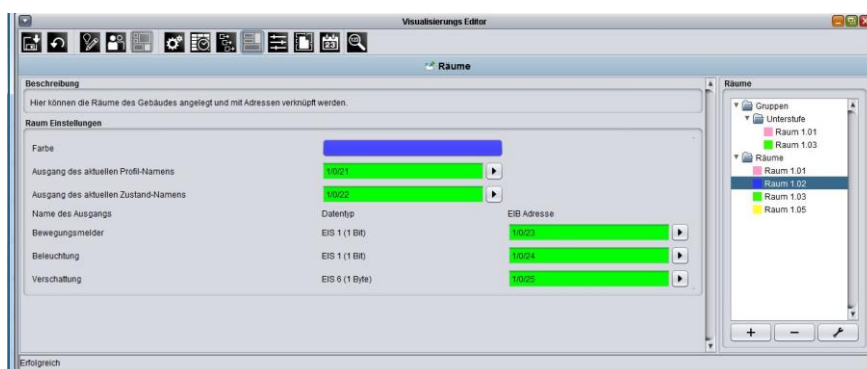 Visualisierungs Editor
23
Räume
Beschreibung
Hier können die Räume des Gebäudes angelegt und mit Adressen verknüpft werden.
Raum Einstellungen
Farbe
Ausgang des aktuellen Profil-Namens 1/0/21
Ausgang des aktuellen Zustand-Namens 1/0/22
Name des Ausgangs Datentyp EIB Adresse
Bewegungsmelder EIS 1 (1 Bit) 1/0/23
Beleuchtung EIS 1 (1 Bit) 1/0/24
Verschattung EIS 6 (1 Byte) 1/0/25
Räume
Gruppen
Unterstufe
Raum 1.01
Raum 1.03
Räume
Raum 1.01
Raum 1.02
Raum 1.03
Raum 1.05
+ −
Erfolgreich